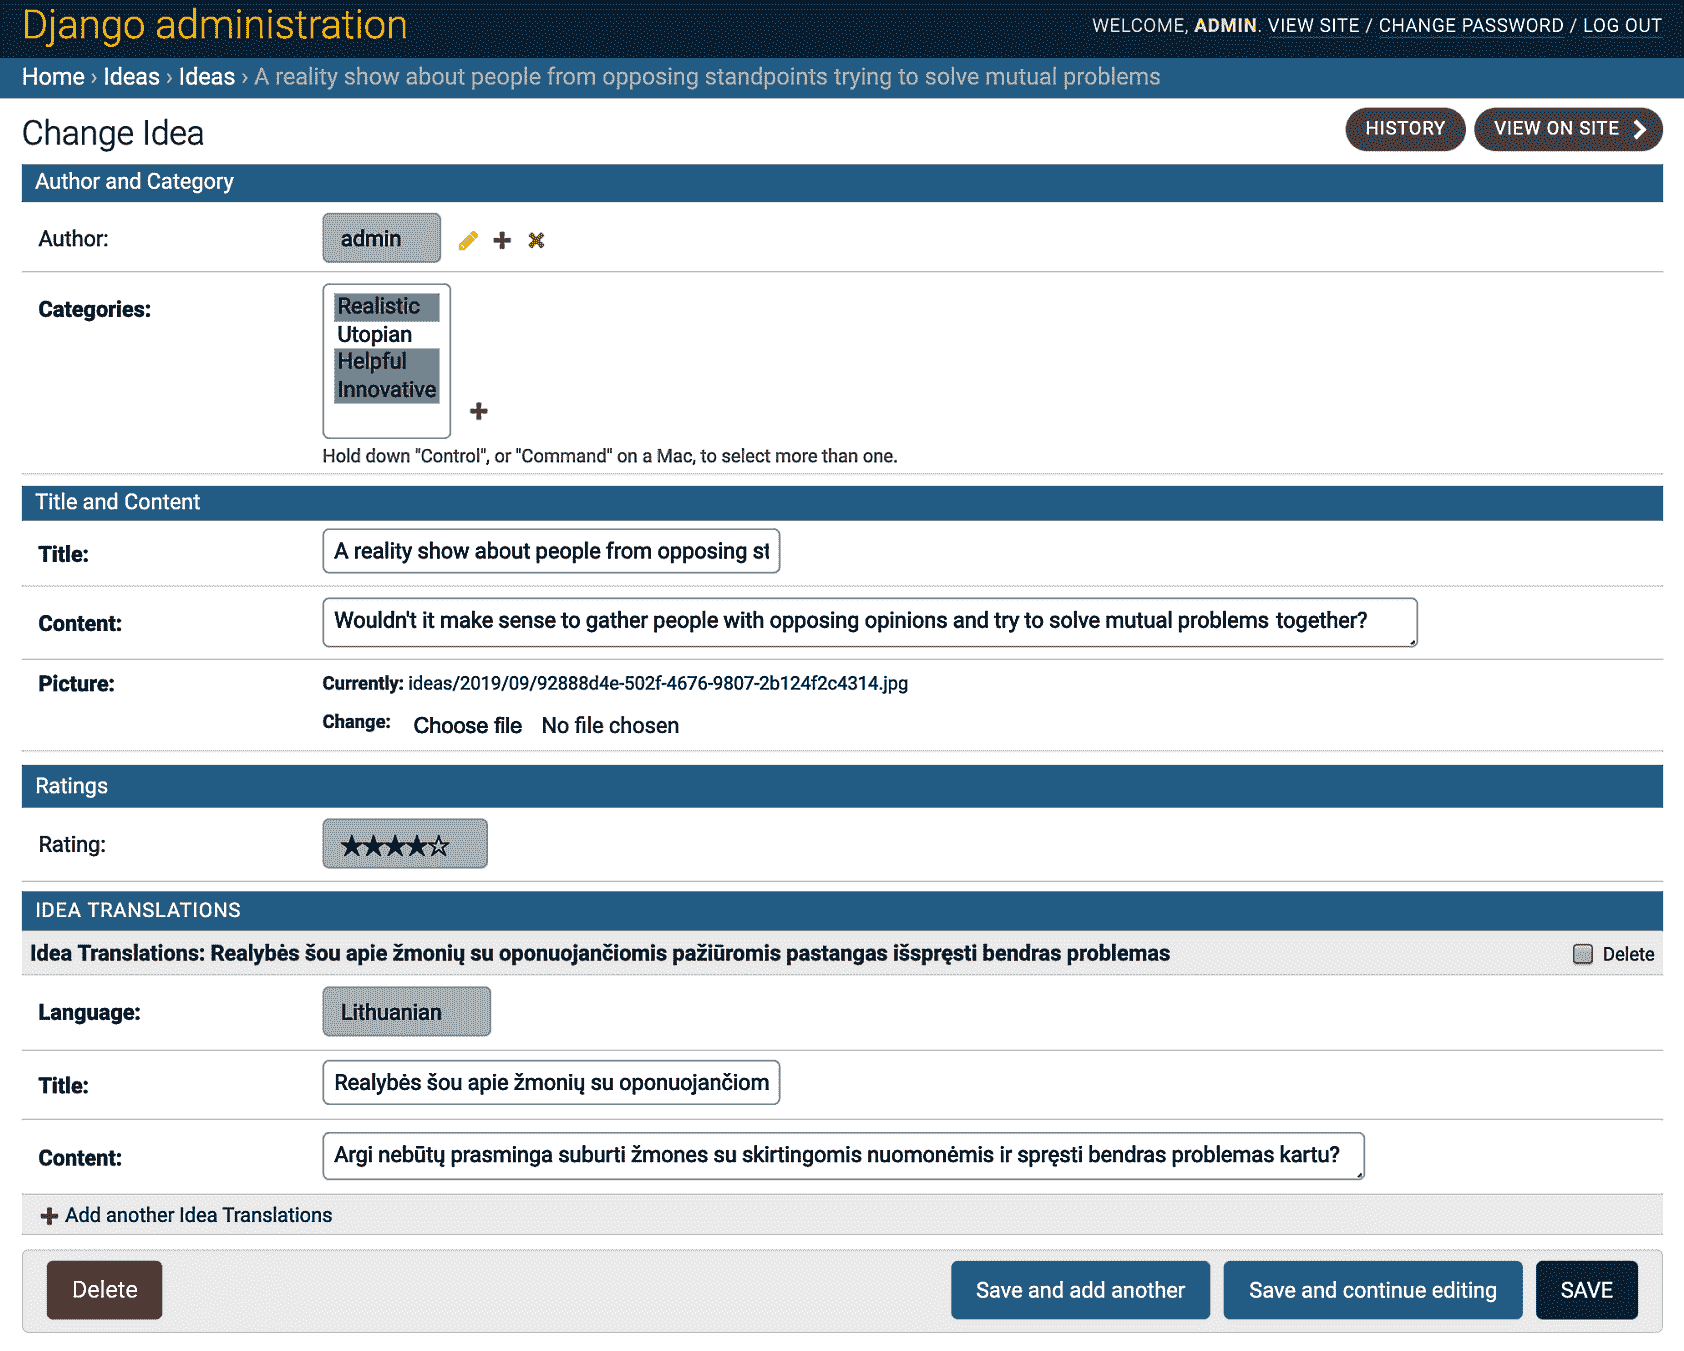 Django administration
WELCOME, ADMIN. VIEW SITE / CHANGE PASSWORD / LOG OUT
Home › Ideas › Ideas › A reality show about people from opposing standpoints trying to solve mutual problems
Change Idea
HISTORY
VIEW ON SITE
Author and Category
Author:
admin
Categories:
Realistic
Utopian
Helpful
Innovative
Hold down "Control", or "Command" on a Mac, to select more than one.
Title and Content
Title:
A reality show about people from opposing st
Content:
Wouldn't it make sense to gather people with opposing opinions and try to solve mutual problems together?
Picture:
Currently: ideas/2019/09/92888d4e-502f-4676-9807-2b124f2c4314.jpg
Change: Choose file No file chosen
Ratings
Rating:
★★★★☆
IDEA TRANSLATIONS
Idea Translations: Realybės šou apie žmonių su oponuojančiomis pažiūromis pastangas išspręsti bendras problemas
Delete
Language:
Lithuanian
Title:
Realybės šou apie žmonių su oponuojančiom
Content:
Argi nebūtų prasminga suburti žmones su skirtingomis nuomonėmis ir spręsti bendras problemas kartu?
Add another Idea Translations
Delete
Save and add another
Save and continue editing
SAVE